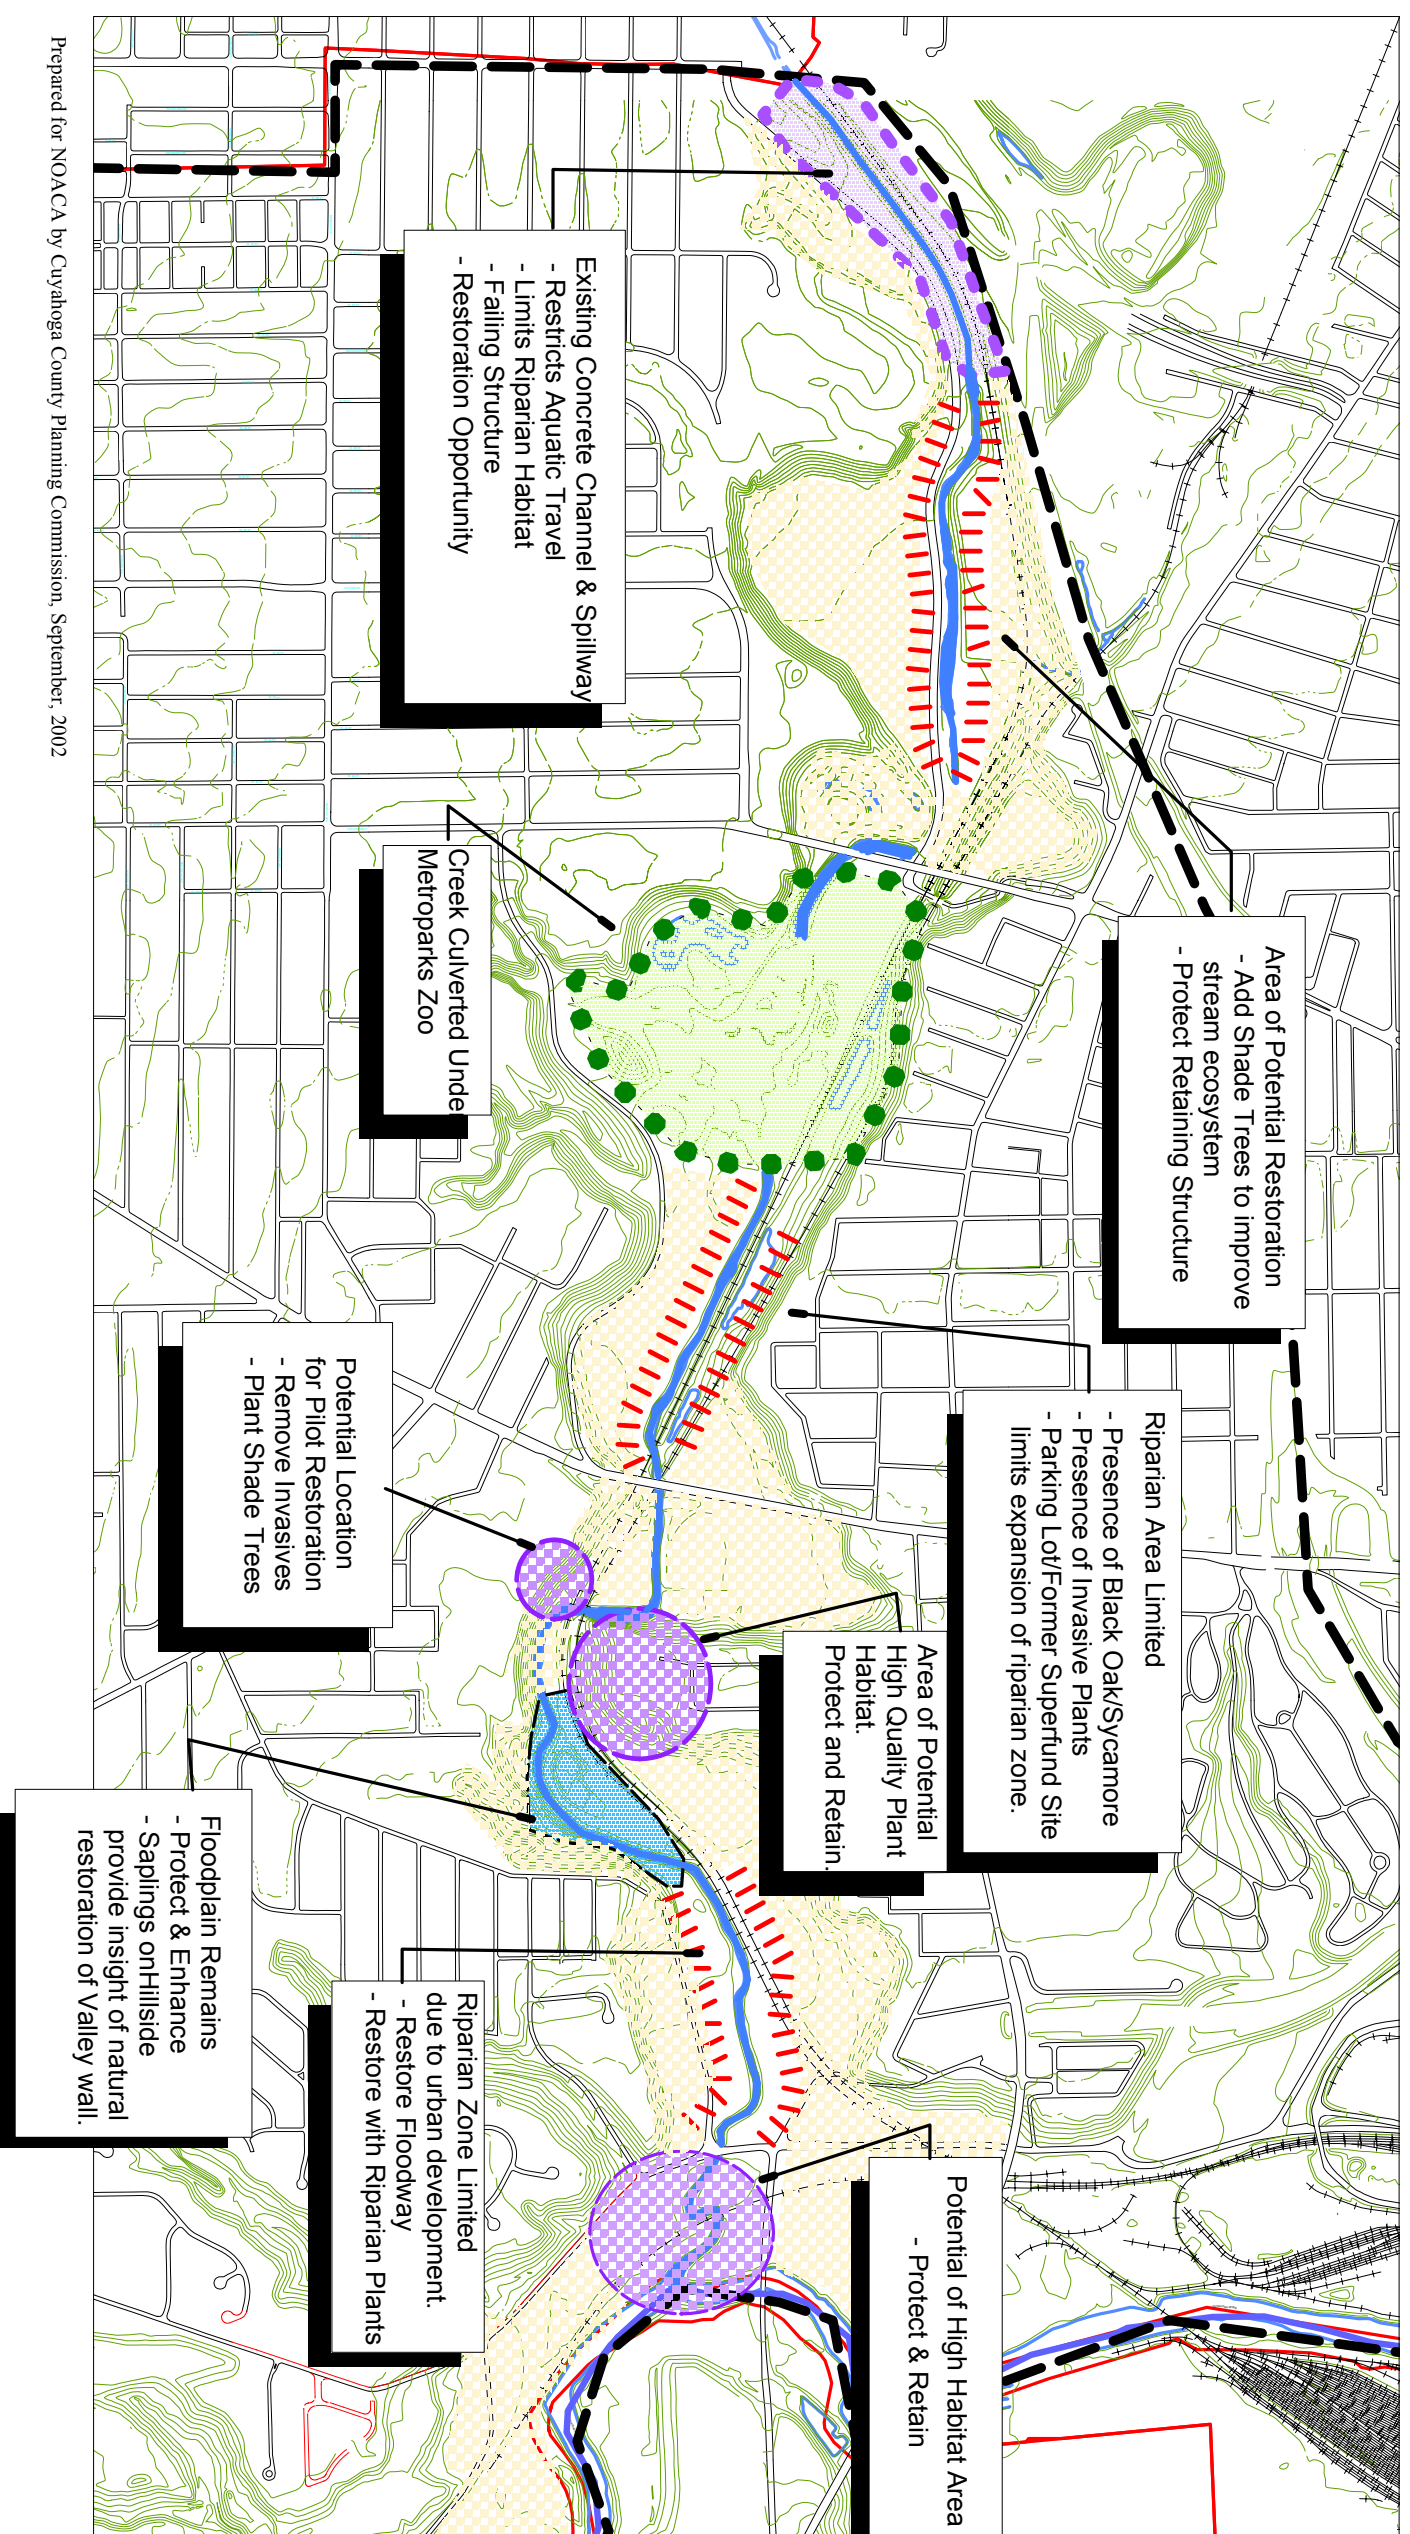 Existing Concrete Channel & Spillway
- Restricts Aquatic Travel
- Limits Riparian Habitat
- Failing Structure
- Restoration Opportunity
Area of Potential Restoration
- Add Shade Trees to improve
stream ecosystem
- Protect Retaining Structure
Creek Culverted Under
Metroparks Zoo
Riparian Area Limited
- Presence of Black Oak/Sycamore
- Presence of Invasive Plants
- Parking Lot/Former Superfund Site
limits expansion of riparian zone.
Potential Location
for Pilot Restoration
- Remove Invasives
- Plant Shade Trees
Area of Potential
High Quality Plant
Habitat.
Protect and Retain.
Floodplain Remains
- Protect & Enhance
- Saplings onHillside
provide insight of natural
restoration of Valley wall.
Riparian Zone Limited
due to urban development.
- Restore Floodway
- Restore with Riparian Plants
Potential of High Habitat Area
- Protect & Retain
Prepared for NOACA by Cuyahoga County Planning Commission, September, 2002